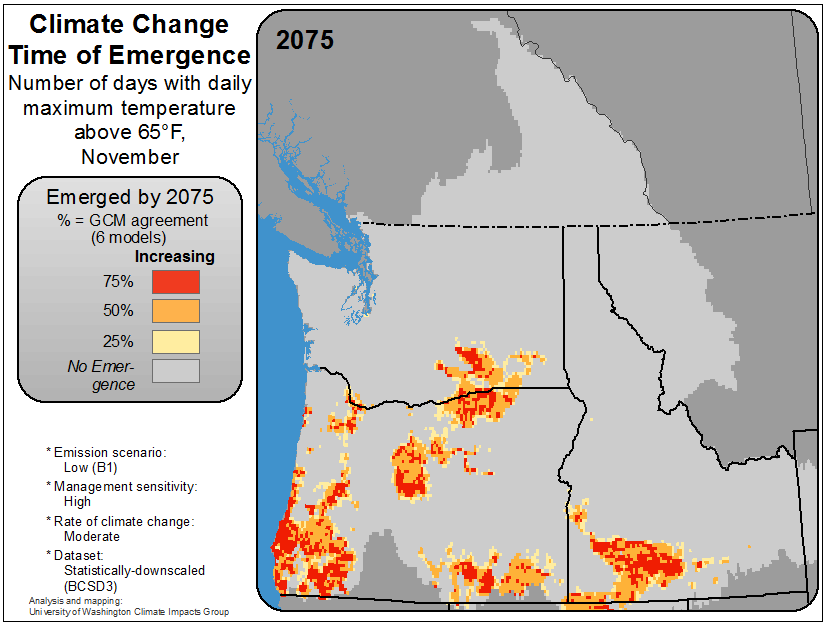 Climate Change
Time of Emergence
Number of days with daily
maximum temperature
above 65°F,
November
2075
Emerged by 2075
% = GCM agreement
(6 models)
Increasing
75%
50%
25%
No Emer-
gence
* Emission scenario:
Low (B1)
* Management sensitivity:
High
* Rate of climate change:
Moderate
* Dataset:
Statistically-downscaled
(BCSD3)
Analysis and mapping:
University of Washington Climate Impacts Group